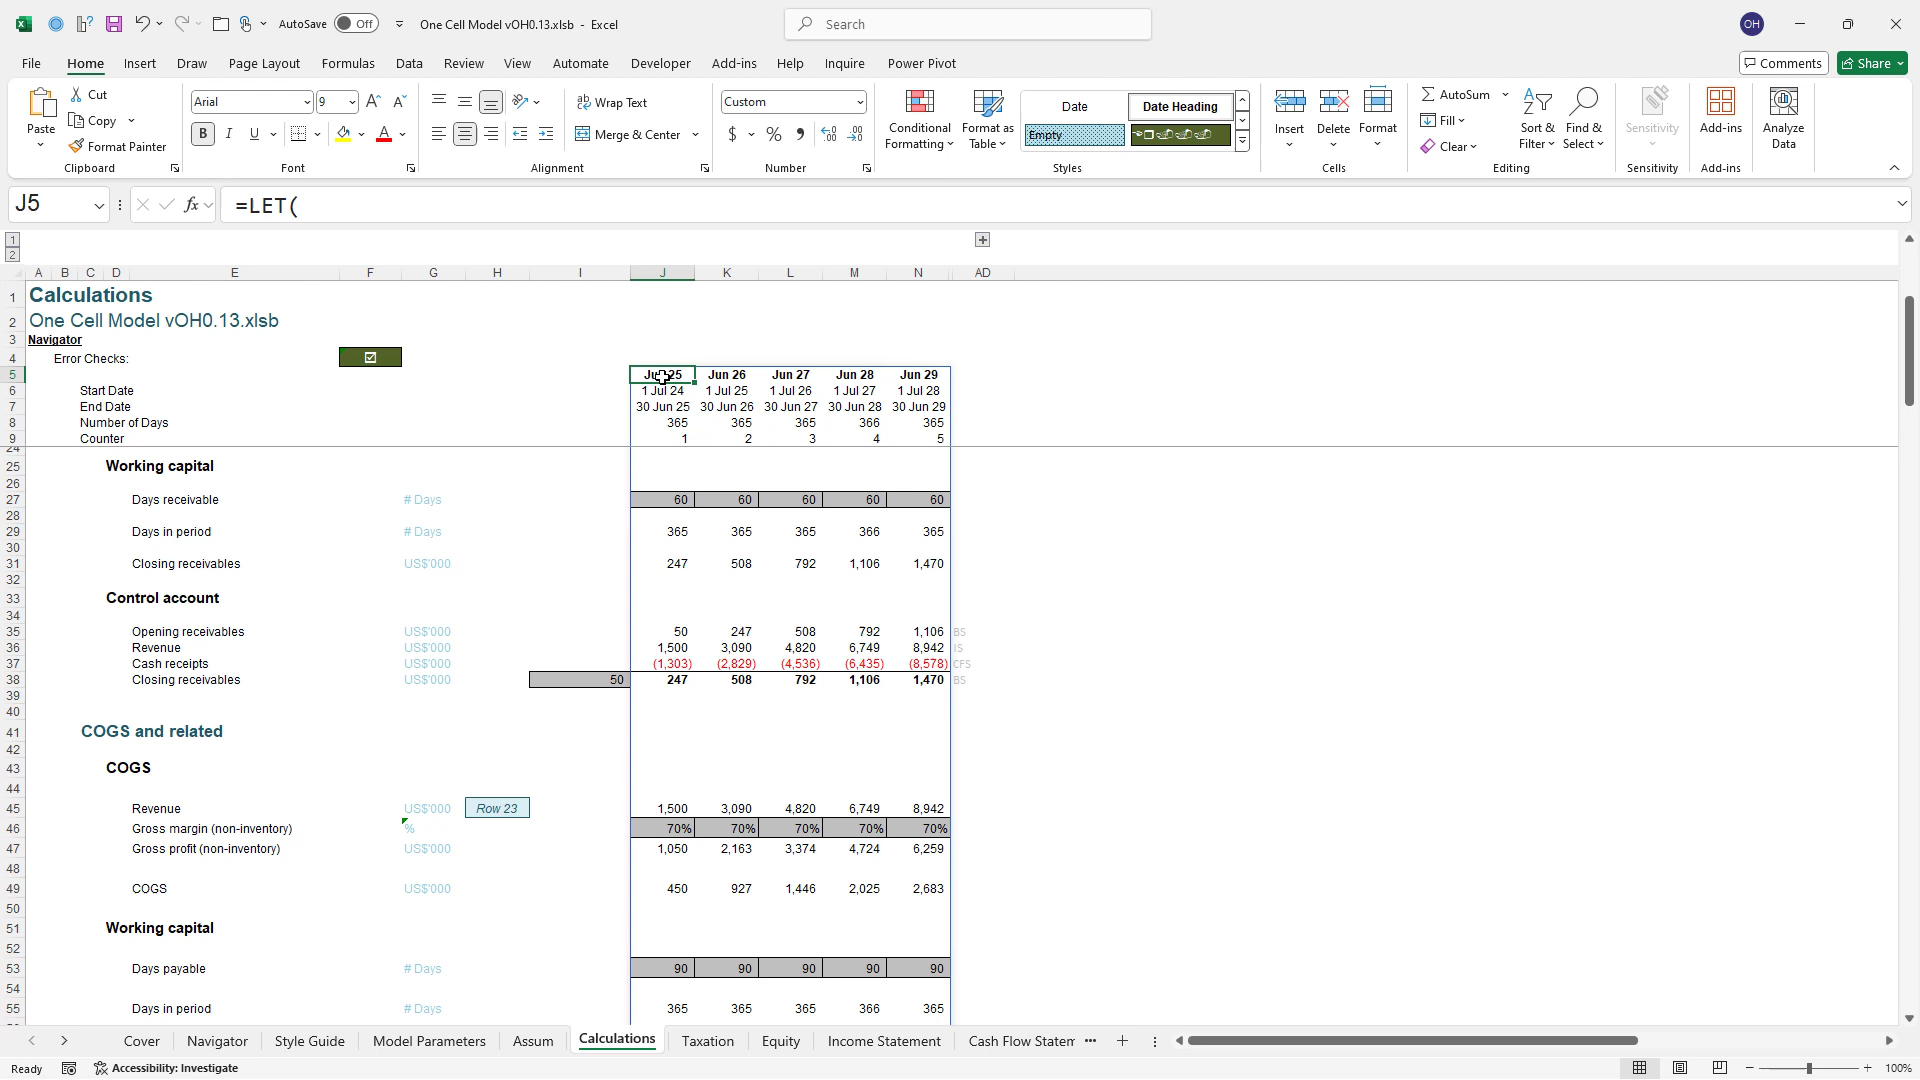 AutoSave Off One Cell Model vOH0.13.xlsb - Excel Search OH
File Home Insert Draw Page Layout Formulas Data Review View Automate Developer Add-ins Help Inquire Power Pivot Comments Share
Paste Cut Copy Format Painter Clipboard
Arial 9 B I U Font
Wrap Text Merge & Center Alignment
Custom $ % Number
Conditional Formatting Format as Table Date Date Heading Empty Styles
Insert Delete Format Cells
AutoSum Fill Clear Sort & Filter Find & Select Editing
Sensitivity Sensitivity
Add-ins Add-ins
Analyze Data
J5 fx =LET(
1
2
A B C D E F G H I J K L M N AD
1 Calculations
2 One Cell Model vOH0.13.xlsb
3 Navigator
4 Error Checks:
5 Jun 25 Jun 26 Jun 27 Jun 28 Jun 29
6 Start Date 1 Jul 24 1 Jul 25 1 Jul 26 1 Jul 27 1 Jul 28
7 End Date 30 Jun 25 30 Jun 26 30 Jun 27 30 Jun 28 30 Jun 29
8 Number of Days 365 365 365 366 365
9 Counter 1 2 3 4 5
24
25 Working capital
26
27 Days receivable # Days 60 60 60 60 60
28
29 Days in period # Days 365 365 365 366 365
30
31 Closing receivables US$'000 247 508 792 1,106 1,470
32
33 Control account
34
35 Opening receivables US$'000 50 247 508 792 1,106 BS
36 Revenue US$'000 1,500 3,090 4,820 6,749 8,942 IS
37 Cash receipts US$'000 (1,303) (2,829) (4,536) (6,435) (8,578) CFS
38 Closing receivables US$'000 50 247 508 792 1,106 1,470 BS
39
40
41 COGS and related
42
43 COGS
44
45 Revenue US$'000 Row 23 1,500 3,090 4,820 6,749 8,942
46 Gross margin (non-inventory) % 70% 70% 70% 70% 70%
47 Gross profit (non-inventory) US$'000 1,050 2,163 3,374 4,724 6,259
48
49 COGS US$'000 450 927 1,446 2,025 2,683
50
51 Working capital
52
53 Days payable # Days 90 90 90 90 90
54
55 Days in period # Days 365 365 365 366 365
Cover Navigator Style Guide Model Parameters Assum Calculations Taxation Equity Income Statement Cash Flow Statem ...
Ready Accessibility: Investigate 100%